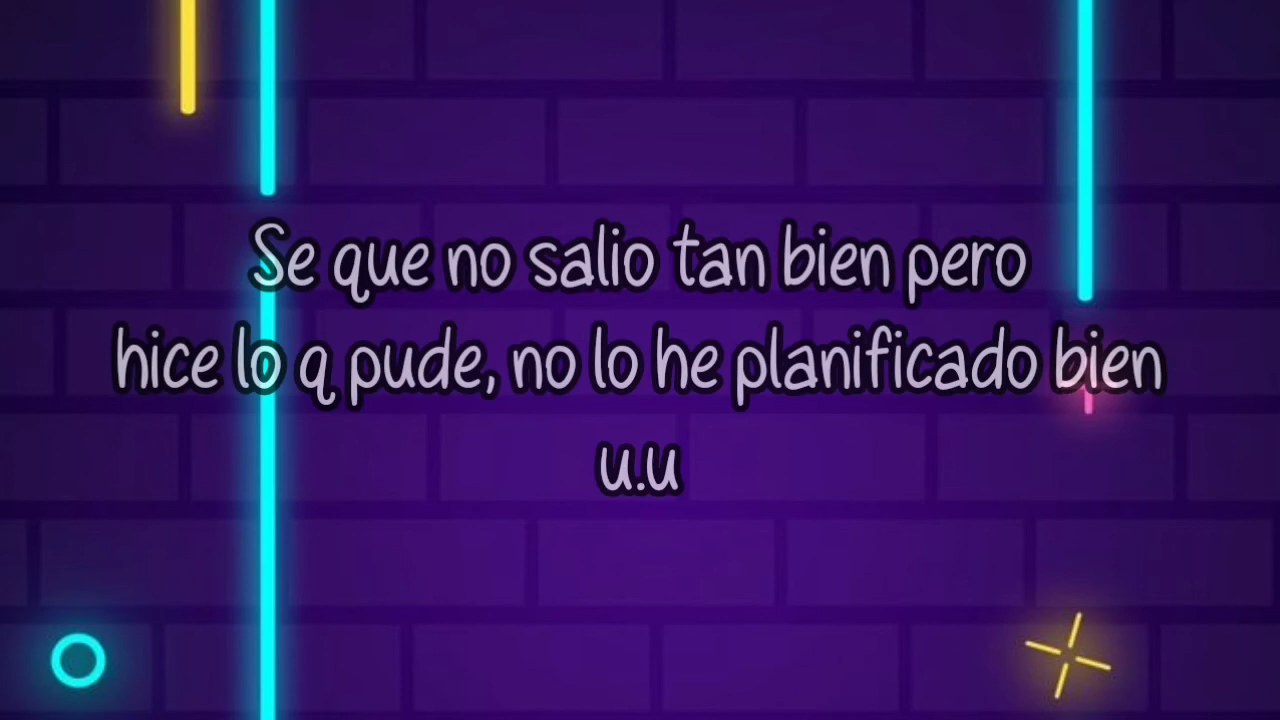 Se que no salio tan bien pero
hice lo q pude, no lo he planificado bien
u.u